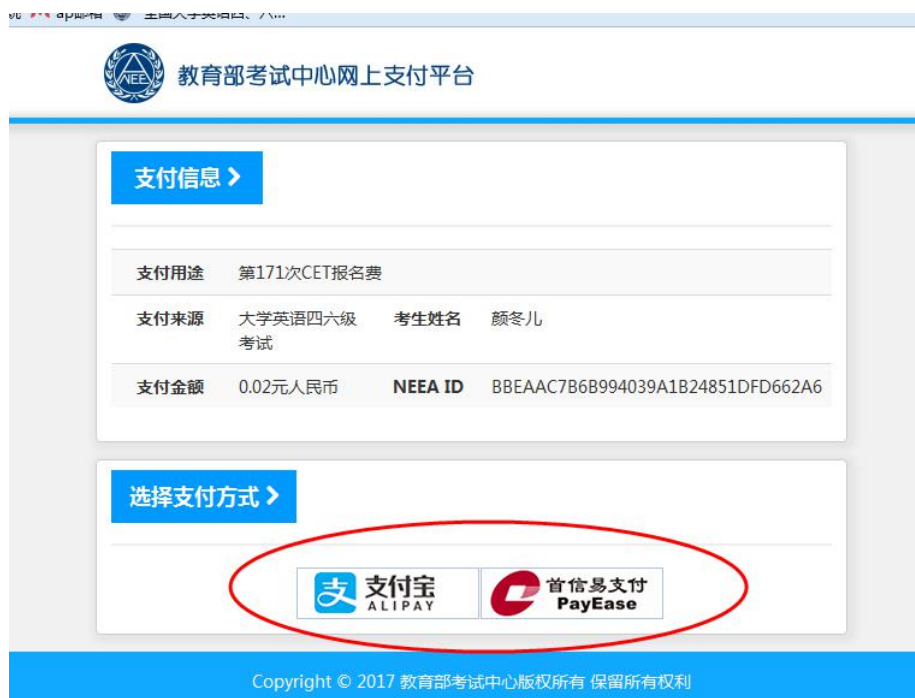 NEEA
教育部考试中心网上支付平台
支付信息
支付用途 第171次CET报名费
支付来源 大学英语四六级考试 考生姓名 颜冬儿
支付金额 0.02元人民币 NEEA ID BBEAAC7B6B994039A1B24851DFD662A6
选择支付方式
支 支付宝
ALIPAY
首信易支付
PayEase
Copyright © 2017 教育部考试中心版权所有 保留所有权利